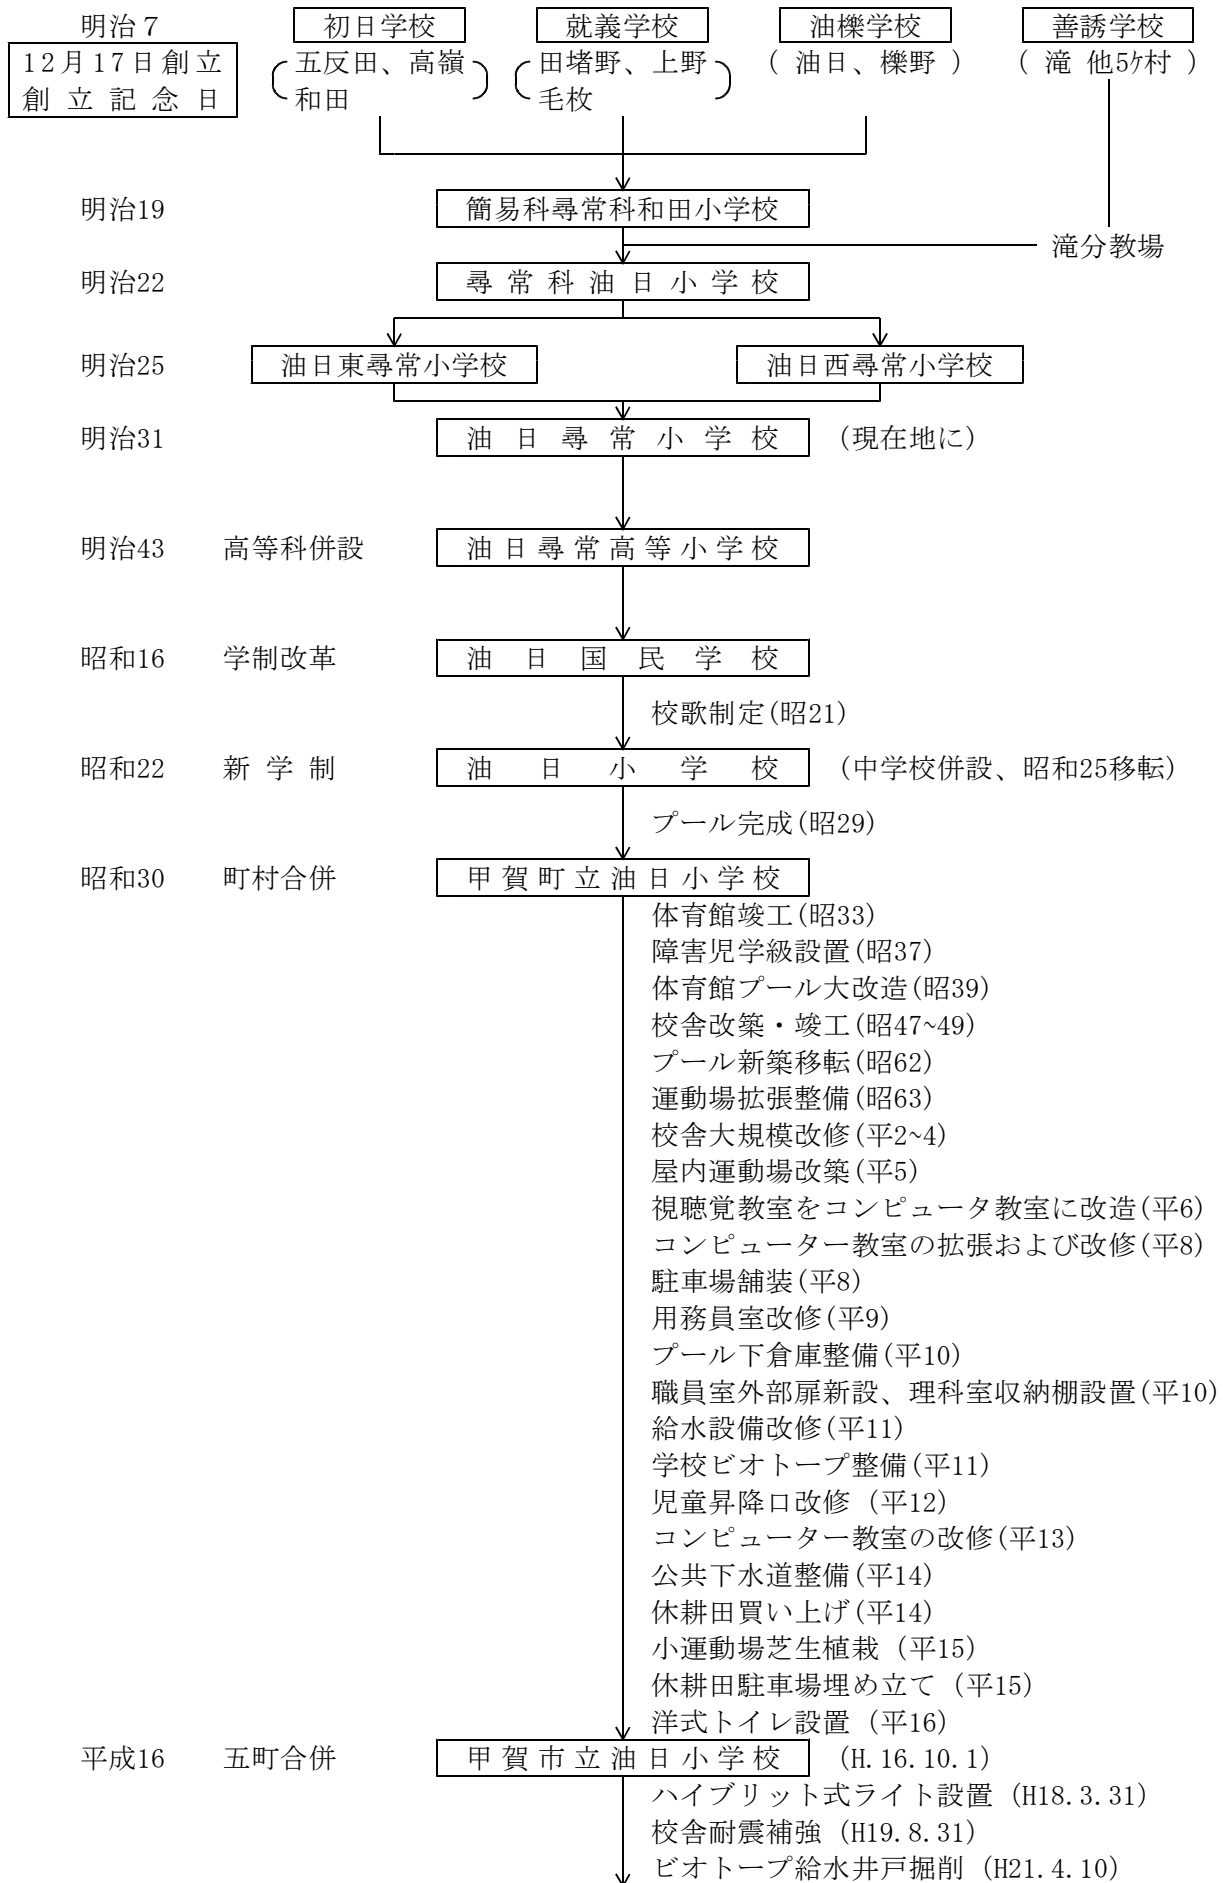 明治７ 初日学校 就義学校 油櫟学校 善誘学校
12月17日創立 五反田、高嶺 田堵野、上野 ( 油日、櫟野 ) ( 滝 他5ケ村 )
創立記念日 和田 毛枚
明治19 簡易科尋常科和田小学校
滝分教場
明治22 尋常科油日小学校
明治25 油日東尋常小学校 油日西尋常小学校
明治31 油日尋常小学校 (現在地に)
明治43 高等科併設 油日尋常高等小学校
昭和16 学制改革 油日国民学校
校歌制定(昭21)
昭和22 新学制 油日小学校 (中学校併設、昭和25移転)
プール完成(昭29)
昭和30 町村合併 甲賀町立油日小学校
体育館竣工(昭33)
障害児学級設置(昭37)
体育館プール大改造(昭39)
校舎改築・竣工(昭47~49)
プール新築移転(昭62)
運動場拡張整備(昭63)
校舎大規模改修(平2~4)
屋内運動場改築(平5)
視聴覚教室をコンピュータ教室に改造(平6)
コンピューター教室の拡張および改修(平8)
駐車場舗装(平8)
用務員室改修(平9)
プール下倉庫整備(平10)
職員室外部扉新設、理科室収納棚設置(平10)
給水設備改修(平11)
学校ビオトープ整備(平11)
児童昇降口改修 (平12)
コンピューター教室の改修(平13)
公共下水道整備(平14)
休耕田買い上げ(平14)
小運動場芝生植栽 (平15)
休耕田駐車場埋め立て (平15)
洋式トイレ設置 (平16)
平成16 五町合併 甲賀市立油日小学校 (H.16.10.1)
ハイブリット式ライト設置 (H18.3.31)
校舎耐震補強 (H19.8.31)
ビオトープ給水井戸掘削 (H21.4.10)